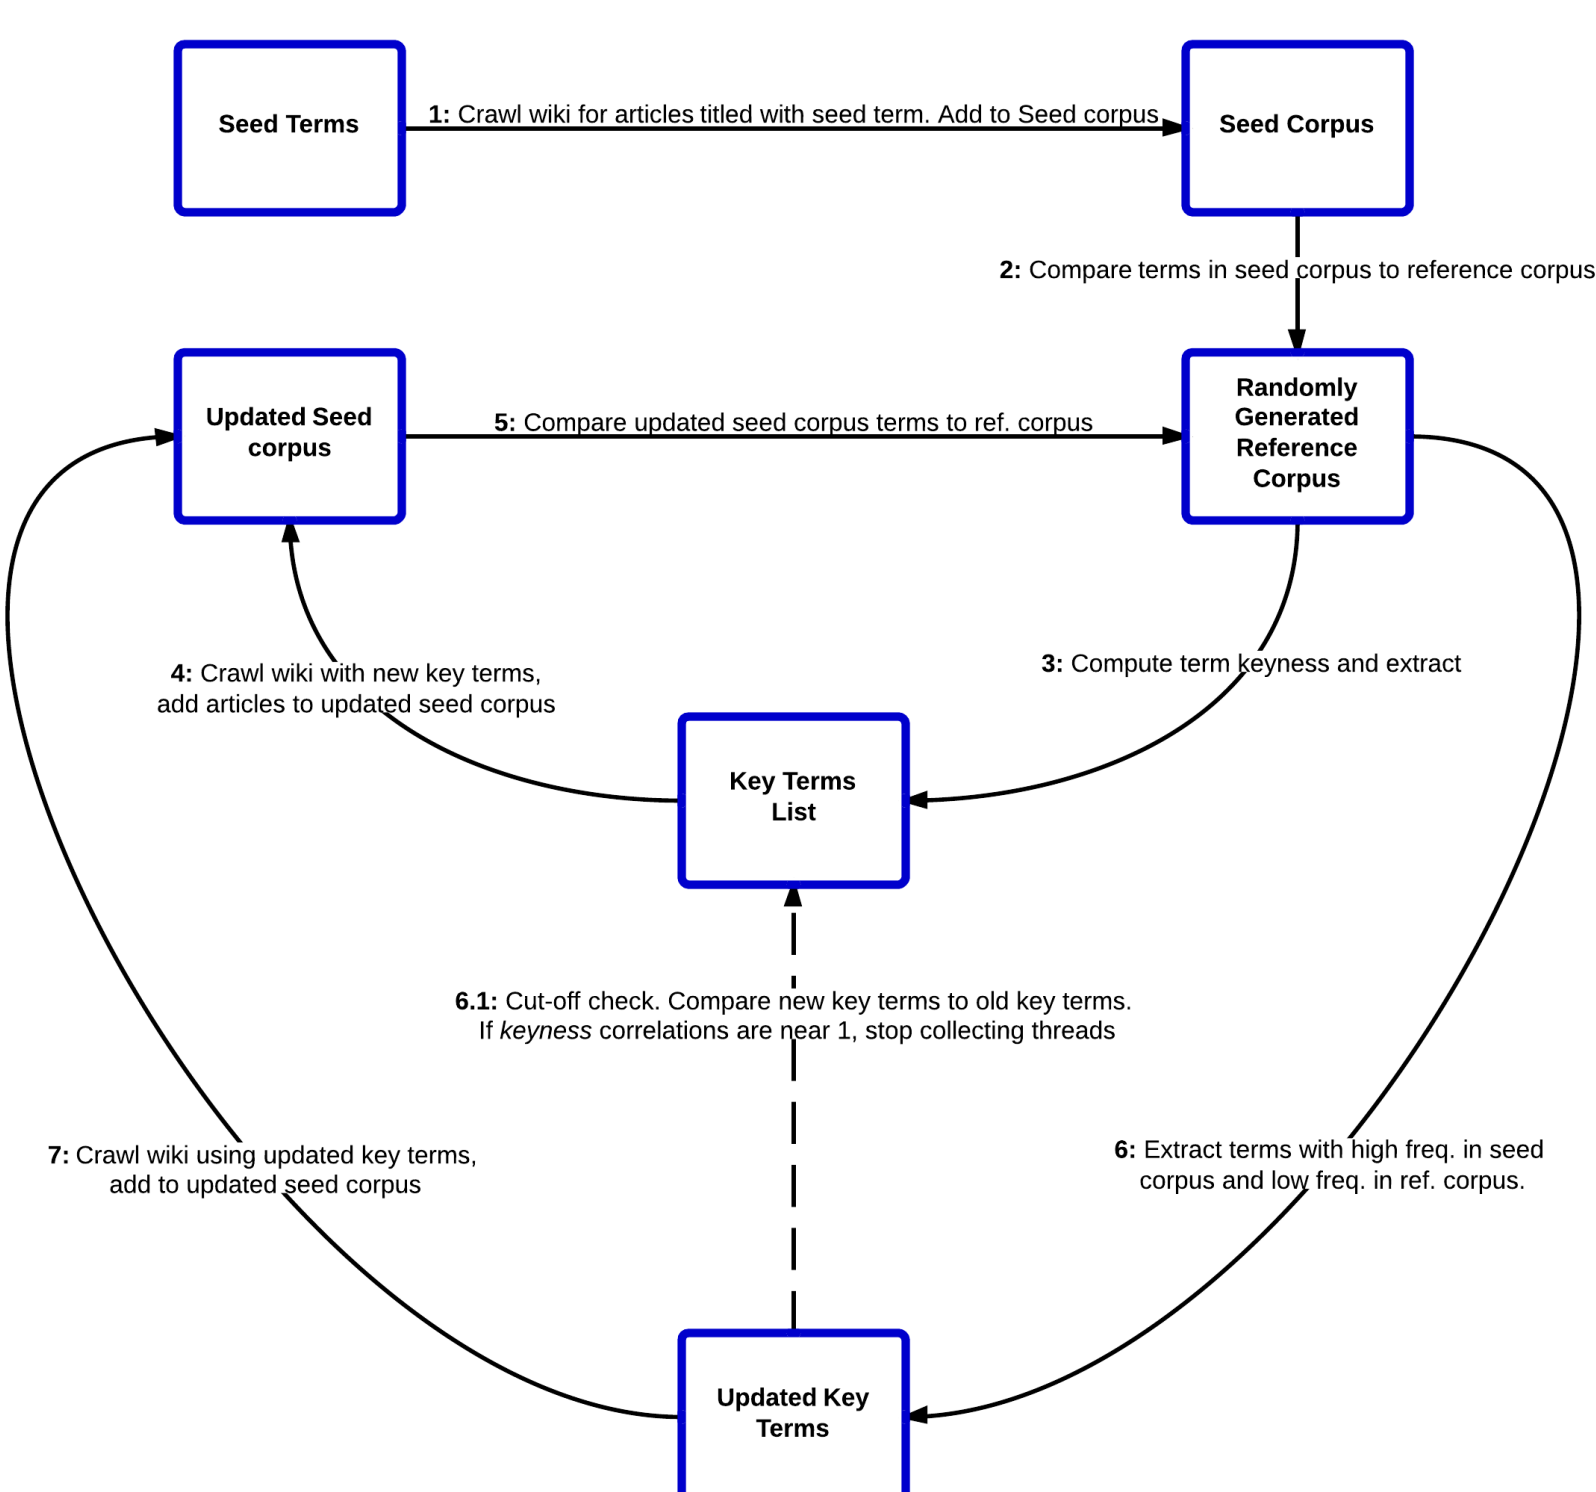 Seed Terms
1: Crawl wiki for articles titled with seed term. Add to Seed corpus
Seed Corpus
2: Compare terms in seed corpus to reference corpus
Updated Seed
corpus
5: Compare updated seed corpus terms to ref. corpus
Randomly
Generated
Reference
Corpus
4: Crawl wiki with new key terms,
add articles to updated seed corpus
3: Compute term keyness and extract
Key Terms
List
6.1: Cut-off check. Compare new key terms to old key terms.
If keyness correlations are near 1, stop collecting threads
7: Crawl wiki using updated key terms,
add to updated seed corpus
6: Extract terms with high freq. in seed
corpus and low freq. in ref. corpus.
Updated Key
Terms